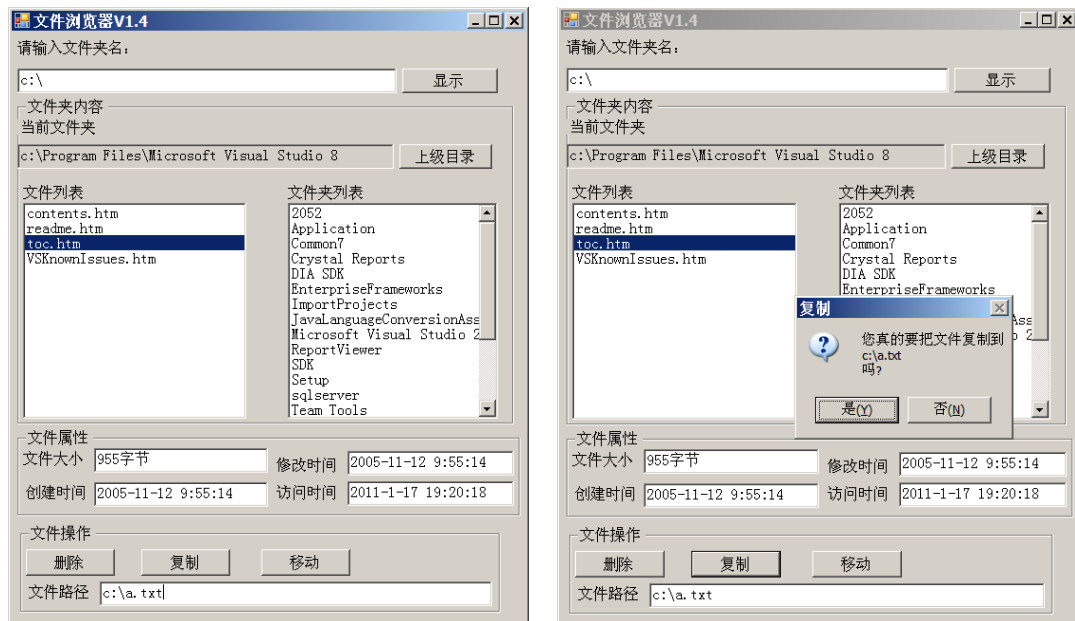 文件浏览器V1.4
请输入文件夹名:
c:\
显示
文件夹内容
当前文件夹
c:\Program Files\Microsoft Visual Studio 8
上级目录
文件列表
contents.htm
readme.htm
toc.htm
VSKnownIssues.htm
文件夹列表
2052
Application
Common7
Crystal Reports
DIA SDK
EnterpriseFrameworks
ImportProjects
JavaLanguageConversionAss
Microsoft Visual Studio 2
ReportViewer
SDK
Setup
sqlserver
Team Tools
文件属性
文件大小 955字节 修改时间 2005-11-12 9:55:14
创建时间 2005-11-12 9:55:14 访问时间 2011-1-17 19:20:18
文件操作
删除 复制 移动
文件路径 c:\a.txt
文件浏览器V1.4
请输入文件夹名:
c:\
显示
文件夹内容
当前文件夹
c:\Program Files\Microsoft Visual Studio 8
上级目录
文件列表
contents.htm
readme.htm
toc.htm
VSKnownIssues.htm
文件夹列表
2052
Application
Common7
Crystal Reports
DIA SDK
EnterpriseFrameworks
Ass
2
复制
您真的要把文件复制到
c:\a.txt
吗?
是(Y) 否(N)
文件属性
文件大小 955字节 修改时间 2005-11-12 9:55:14
创建时间 2005-11-12 9:55:14 访问时间 2011-1-17 19:20:18
文件操作
删除 复制 移动
文件路径 c:\a.txt